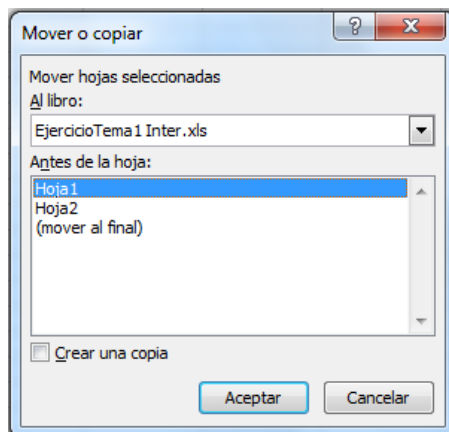 Mover o copiar
Mover hojas seleccionadas
Al libro:
EjercicioTema1 Inter.xls
Antes de la hoja:
Hoja1
Hoja2
(mover al final)
Crear una copia
Aceptar Cancelar